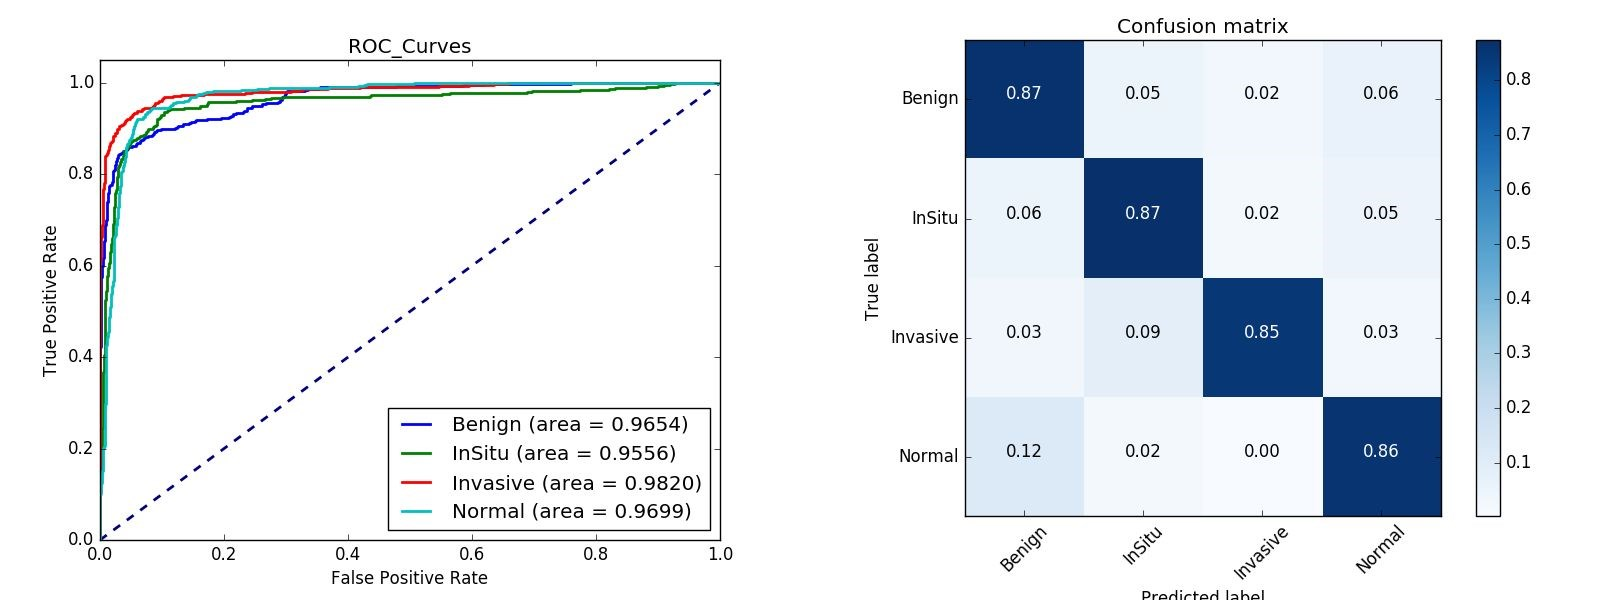 ROC_Curves
True Positive Rate
1.0
0.8
0.6
0.4
0.2
0.0
Benign (area = 0.9654)
InSitu (area = 0.9556)
Invasive (area = 0.9820)
Normal (area = 0.9699)
0.0 0.2 0.4 0.6 0.8 1.0
False Positive Rate
Confusion matrix
True label
Benign 0.87 0.05 0.02 0.06
InSitu 0.06 0.87 0.02 0.05
Invasive 0.03 0.09 0.85 0.03
Normal 0.12 0.02 0.00 0.86
Benign InSitu Invasive Normal
Predicted label
0.8
0.7
0.6
0.5
0.4
0.3
0.2
0.1